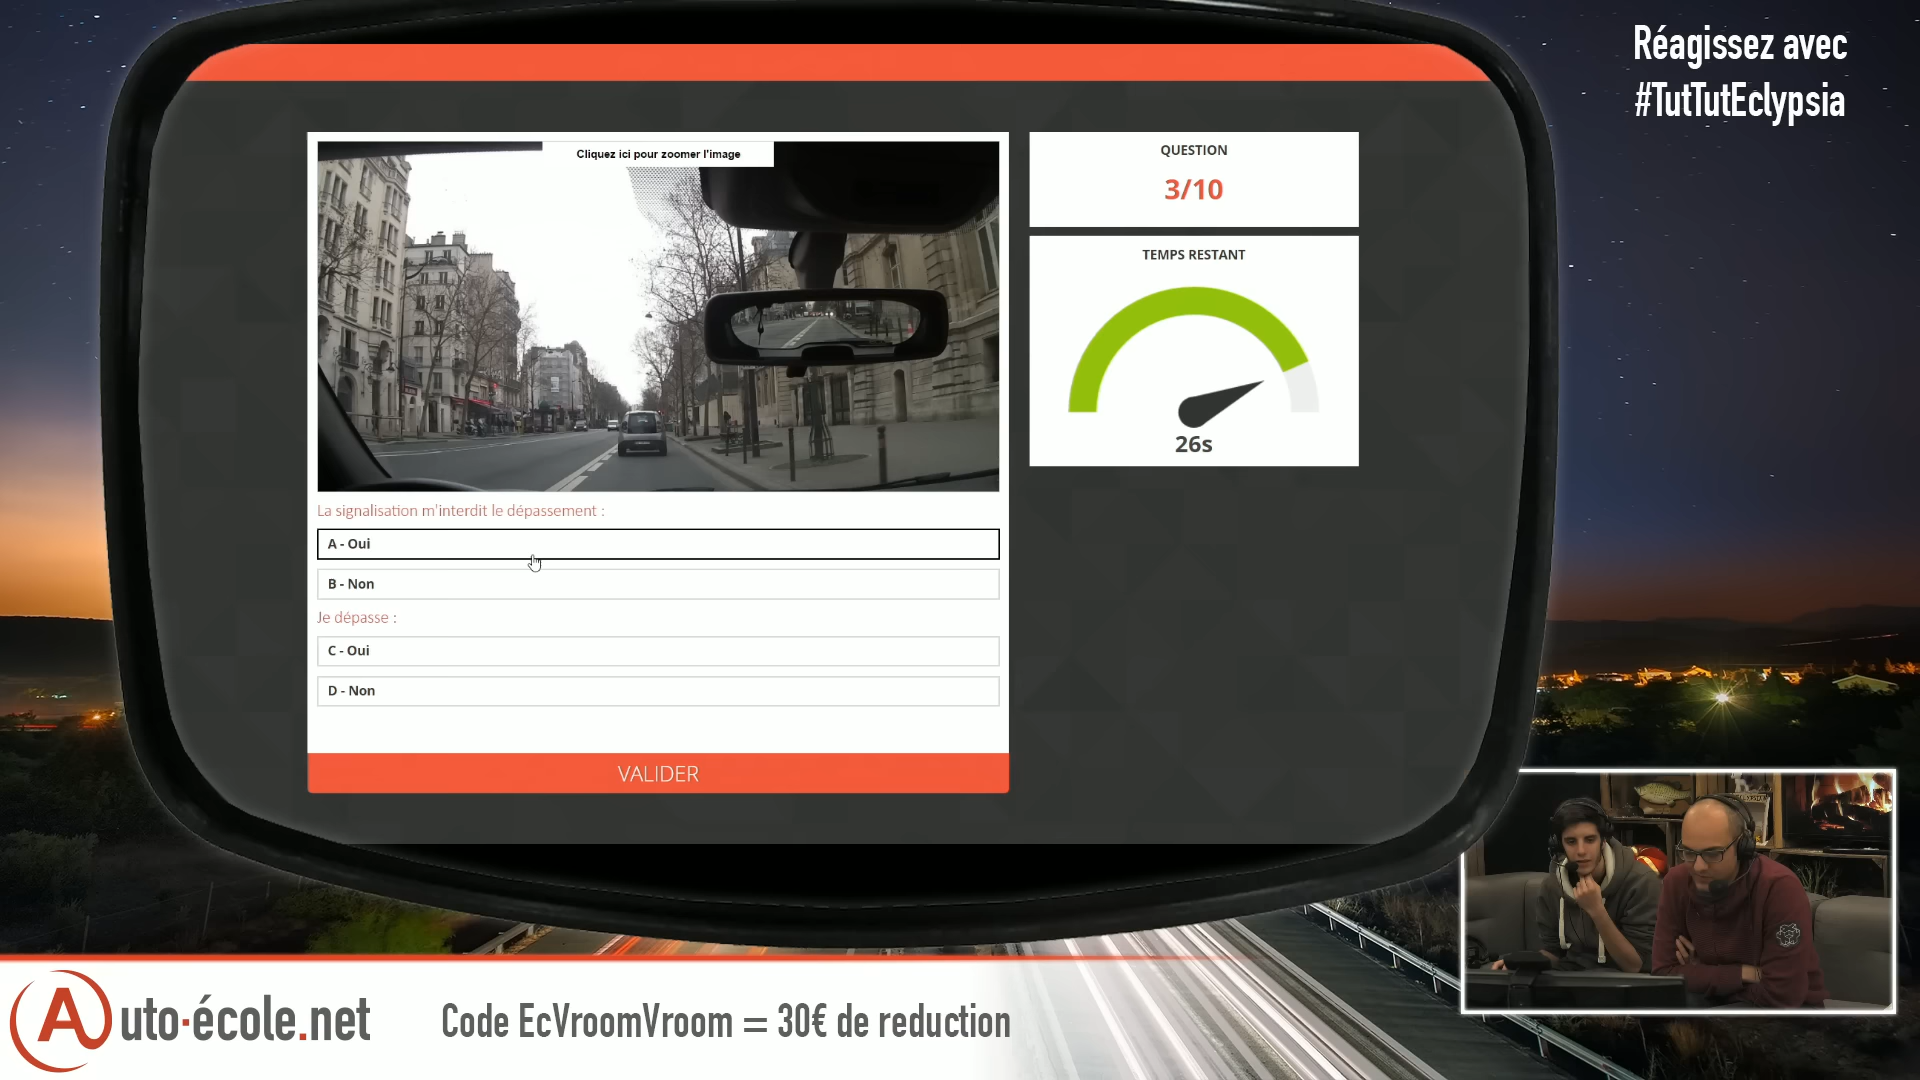 Réagissez avec
#TutTutEclypsia
Cliquez ici pour zoomer l'image
QUESTION
3/10
TEMPS RESTANT
26s
La signalisation m'interdit le dépassement :
A - Oui
B - Non
Je dépasse :
C - Oui
D - Non
VALIDER
Auto·école.net
Code EcVroomVroom = 30€ de reduction